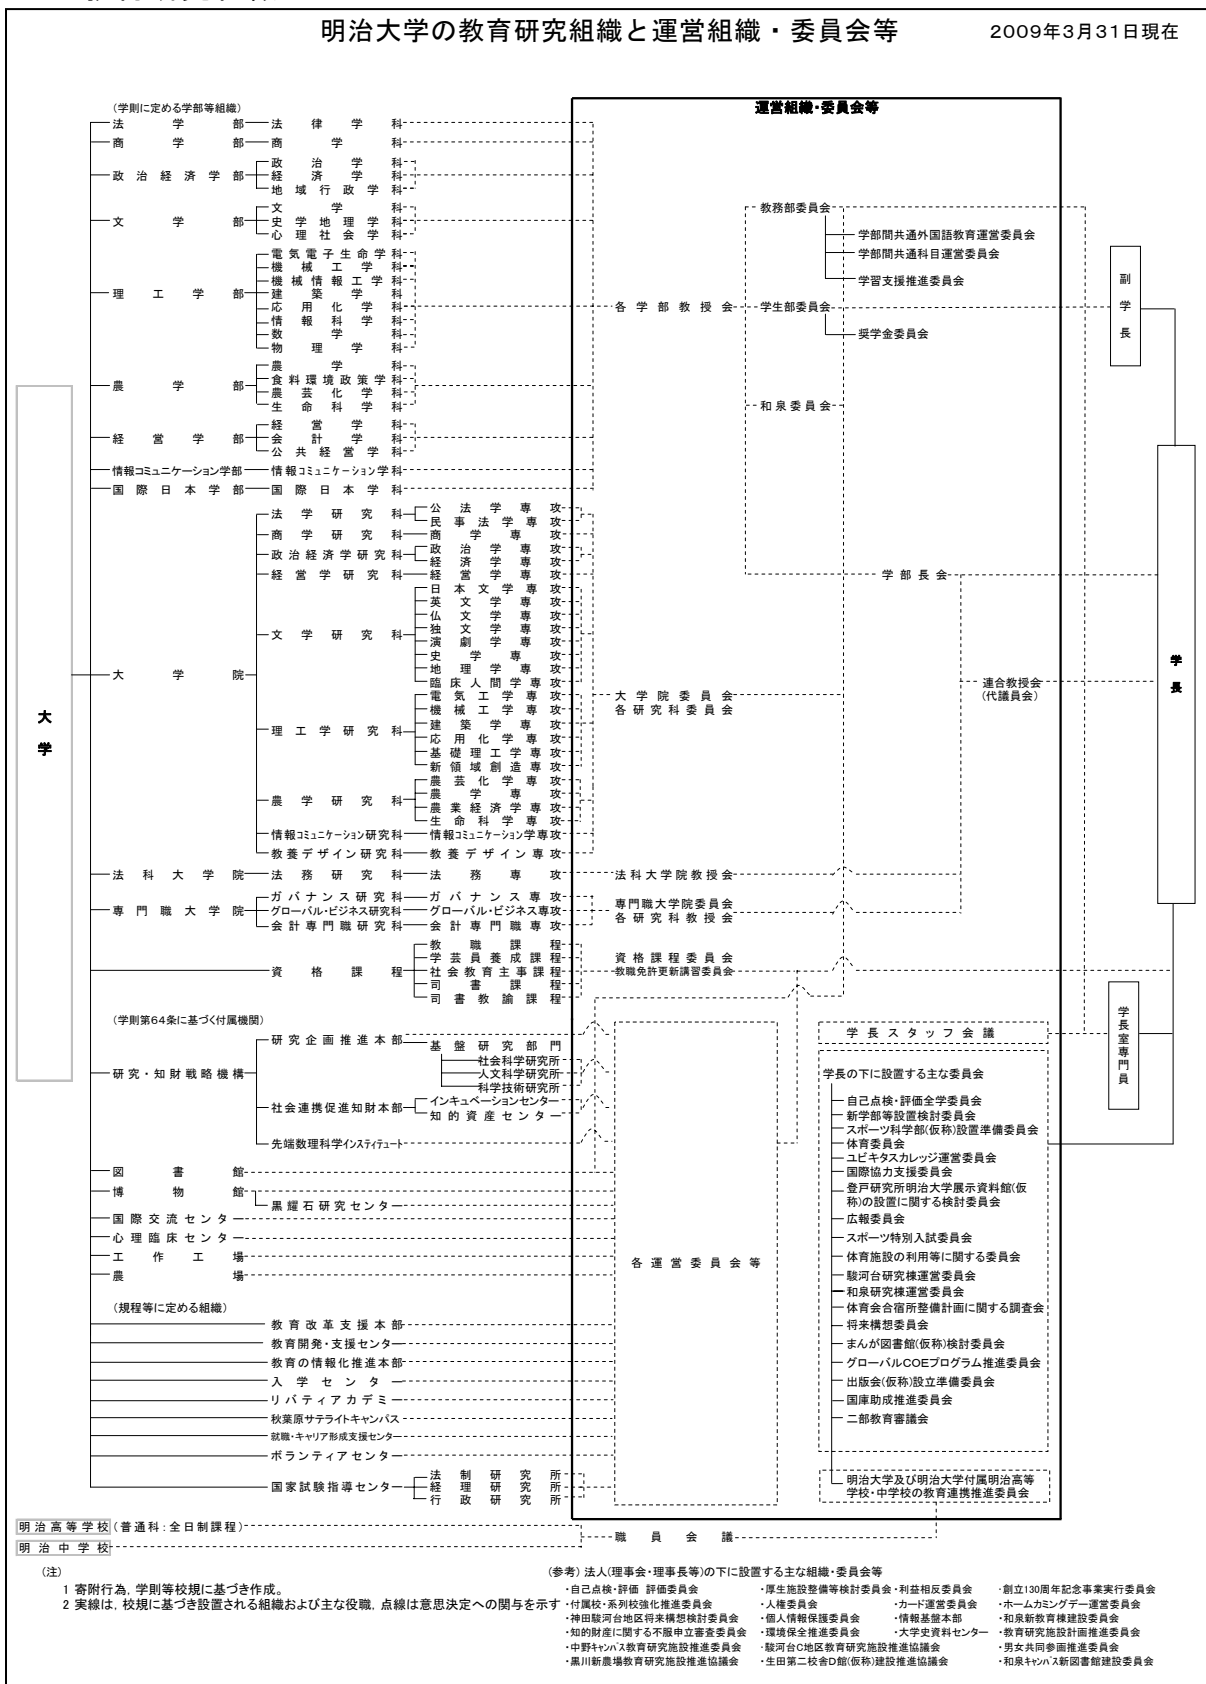 明治大学の教育研究組織と運営組織・委員会等
2009年3月31日現在
(学則に定める学部等組織)
運営組織・委員会等
法学部 法律学科
商学部 商学科
政治経済学部
政治学科
経済学科
地域行政学科
文学部
文学科
史学地理学科
心理社会学科
理工学部
電気電子生命学科
機械工学科
機械情報工学科
建築学科
応用化学科
情報科学科
数学科
物理学科
農学部
農学科
食料環境政策学科
農芸化学科
生命科学科
経営学部
経営学科
会計学科
公共経営学科
情報コミュニケーション学部 情報コミュニケーション学科
国際日本学部 国際日本学科
各学部教授会
教務部委員会
学部間共通外国語教育運営委員会
学部間共通科目運営委員会
学習支援推進委員会
学生部委員会
奨学金委員会
和泉委員会
副学長
大学
大学院
法学研究科
公法学専攻
民事法学専攻
商学研究科 商学専攻
政治経済学研究科
政治学専攻
経済学専攻
経営学研究科 経営学専攻
文学研究科
日本文学専攻
英文学専攻
仏文学専攻
独文学専攻
演劇学専攻
史学専攻
地理学専攻
臨床人間学専攻
理工学研究科
電気工学専攻
機械工学専攻
建築学専攻
応用化学専攻
基礎理工学専攻
新領域創造専攻
農学研究科
農芸化学専攻
農学専攻
農業経済学専攻
生命科学専攻
情報コミュニケーション研究科 情報コミュニケーション学専攻
教養デザイン研究科 教養デザイン専攻
学部長会
大学院委員会
各研究科委員会
連合教授会
(代議員会)
学長
法科大学院 法務研究科 法務専攻 法科大学院教授会
専門職大学院
ガバナンス研究科 ガバナンス専攻
グローバル・ビジネス研究科 グローバル・ビジネス専攻
会計専門職研究科 会計専門職専攻
専門職大学院委員会
各研究科教授会
資格課程
教職課程
学芸員養成課程
社会教育主事課程
司書課程
司書教諭課程
資格課程委員会
教職免許更新講習委員会
(学則第64条に基づく付属機関)
研究・知財戦略機構
研究企画推進本部
基盤研究部門
社会科学研究所
人文科学研究所
科学技術研究所
社会連携促進知財本部
インキュベーションセンター
知的資産センター
先端数理科学インスティテュート
図書館
博物館
黒耀石研究センター
国際交流センター
心理臨床センター
工作工場
農場
(規程等に定める組織)
教育改革支援本部
教育開発・支援センター
教育の情報化推進本部
入学センター
リバティアカデミー
秋葉原サテライトキャンパス
就職・キャリア形成支援センター
ボランティアセンター
国家試験指導センター
法制研究所
経理研究所
行政研究所
各運営委員会等
学長スタッフ会議
学長室専門員
学長の下に設置する主な委員会
自己点検・評価全学委員会
新学部等設置検討委員会
スポーツ科学部(仮称)設置準備委員会
体育委員会
ユビキタスカレッジ運営委員会
国際協力支援委員会
登戸研究所明治大学展示資料館(仮
称)の設置に関する検討委員会
広報委員会
スポーツ特別入試委員会
体育施設の利用等に関する委員会
駿河台研究棟運営委員会
和泉研究棟運営委員会
体育会合宿所整備計画に関する調査会
将来構想委員会
まんが図書館(仮称)検討委員会
グローバルCOEプログラム推進委員会
出版会(仮称)設立準備委員会
国庫助成推進委員会
二部教育審議会
明治大学及び明治大学付属明治高等
学校・中学校の教育連携推進委員会
明治高等学校 (普通科:全日制課程)
明治中学校
職員会議
(注)
1 寄附行為, 学則等校規に基づき作成。
2 実線は, 校規に基づき設置される組織および主な役職, 点線は意思決定への関与を示す
(参考) 法人(理事会・理事長等)の下に設置する主な組織・委員会等
・自己点検・評価 評価委員会 ・厚生施設整備等検討委員会 ・利益相反委員会 ・創立130周年記念事業実行委員会
・付属校・系列校強化推進委員会 ・人権委員会 ・カード運営委員会 ・ホームカミングデー運営委員会
・神田駿河台地区将来構想検討委員会 ・個人情報保護委員会 ・情報基盤本部 ・和泉新教育棟建設委員会
・知的財産に関する不服申立審査委員会 ・環境保全推進委員会 ・大学史資料センター ・教育研究施設計画推進委員会
・中野キャンパス教育研究施設推進委員会 ・駿河台C地区教育研究施設推進協議会 ・男女共同参画推進委員会
・黒川新農場教育研究施設推進協議会 ・生田第二校舎D館(仮称)建設推進協議会 ・和泉キャンパス新図書館建設委員会